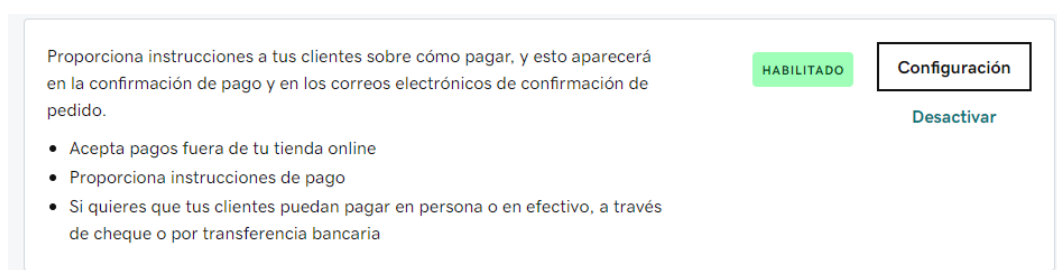 Proporciona instrucciones a tus clientes sobre cómo pagar, y esto aparecerá
en la confirmación de pago y en los correos electrónicos de confirmación de
pedido.
• Acepta pagos fuera de tu tienda online
• Proporciona instrucciones de pago
• Si quieres que tus clientes puedan pagar en persona o en efectivo, a través
de cheque o por transferencia bancaria
HABILITADO
Configuración
Desactivar